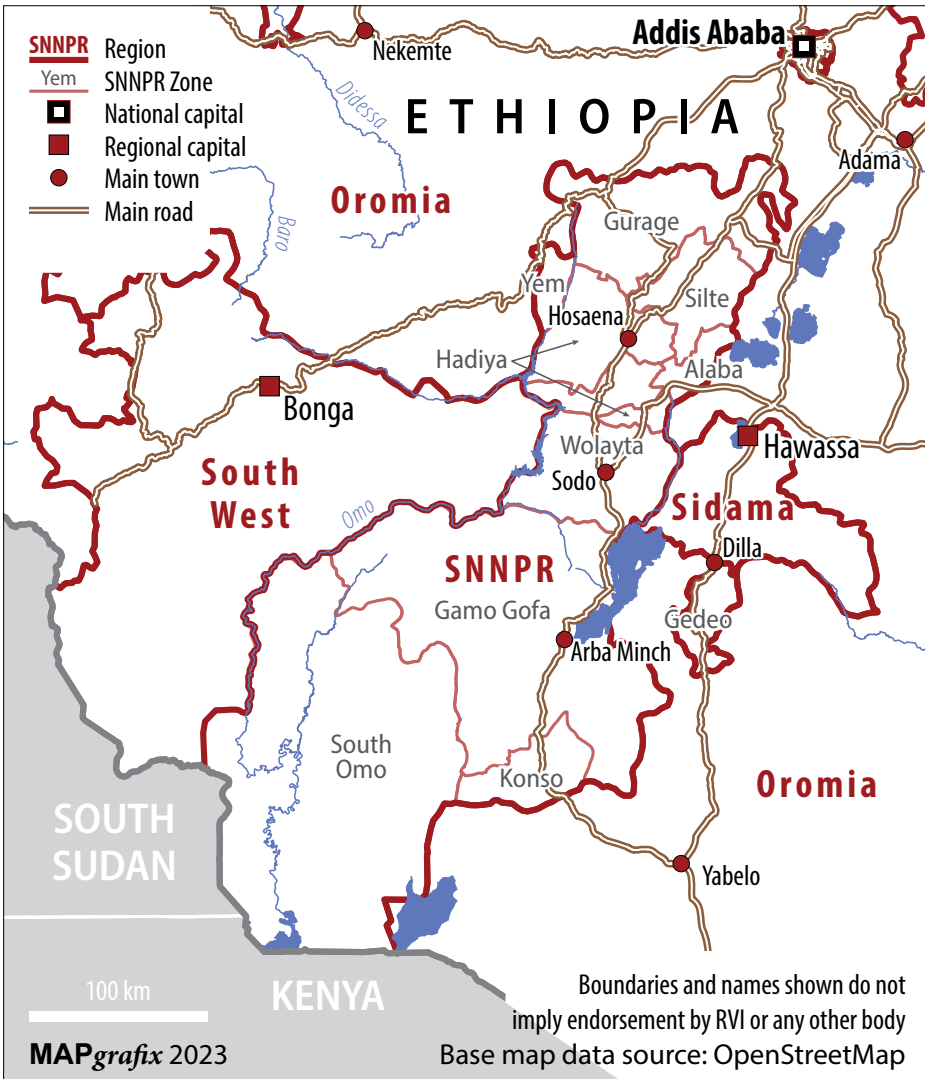 SNNPR Region
Yem SNNPR Zone
National capital
Regional capital
Main town
Main road
Nekemte
Addis Ababa
ETHIOPIA
Didessa
Adama
Oromia
Baro
Gurage
Yem
Silte
Hosaena
Hadiya
Alaba
Bonga
Wolayta
Hawassa
South
West
Sodo
Omo
Sidama
SNNPR
Dilla
Gamo Gofa
Gedeo
Arba Minch
South
Omo
Konso
Oromia
SOUTH
SUDAN
Yabelo
KENYA
100 km
Boundaries and names shown do not
imply endorsement by RVI or any other body
MAPgrafix 2023
Base map data source: OpenStreetMap